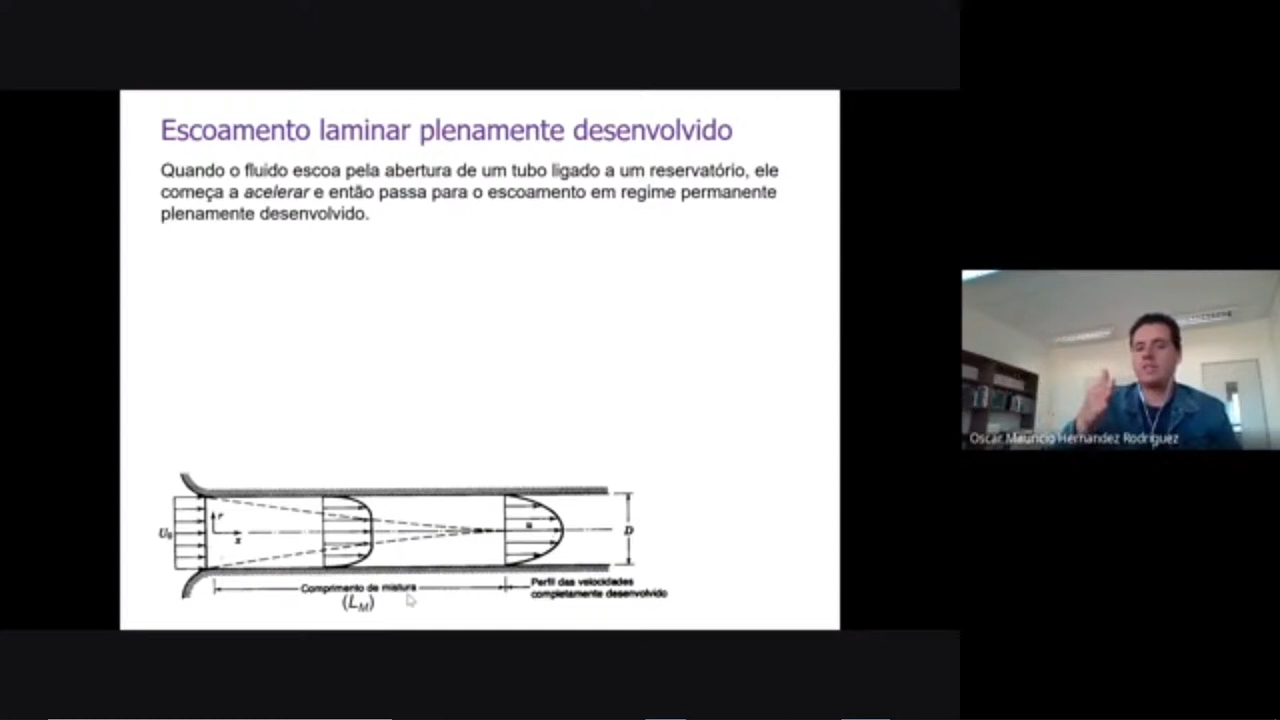 Escoamento laminar plenamente desenvolvido
Quando o fluido escoa pela abertura de um tubo ligado a um reservatório, ele
começa a acelerar e então passa para o escoamento em regime permanente
plenamente desenvolvido.
U₀
r
x
u
D
Comprimento de mistura
(L_M)
Perfil das velocidades
completamente desenvolvido
Oscar Mauricio Hernandez Rodriguez